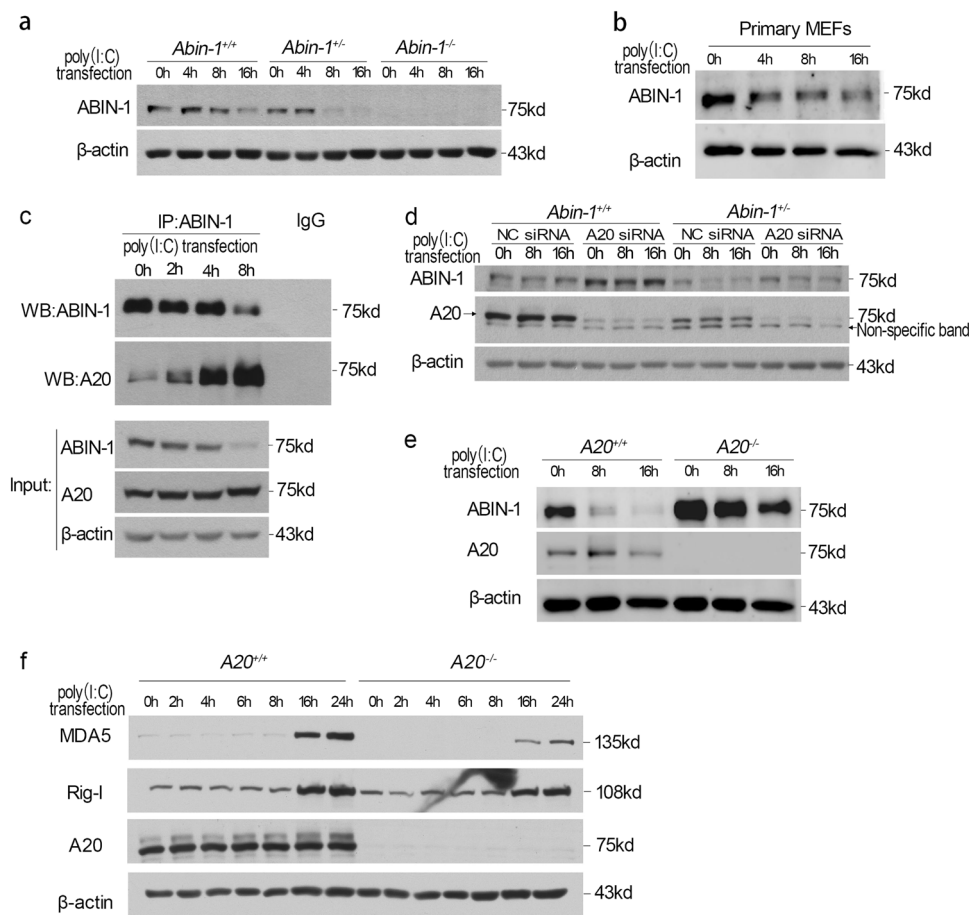 a
Abin-1+/+ Abin-1+/- Abin-1-/-
poly(I:C)
transfection 0h 4h 8h 16h 0h 4h 8h 16h 0h 4h 8h 16h
ABIN-1 75kd
β-actin 43kd
b
Primary MEFs
poly(I:C)
transfection 0h 4h 8h 16h
ABIN-1 75kd
β-actin 43kd
c
IP:ABIN-1 IgG
poly(I:C) transfection
0h 2h 4h 8h
WB:ABIN-1 75kd
WB:A20 75kd
Input:
ABIN-1 75kd
A20 75kd
β-actin 43kd
d
Abin-1+/+ Abin-1+/-
poly(I:C) NC siRNA A20 siRNA NC siRNA A20 siRNA
transfection 0h 8h 16h 0h 8h 16h 0h 8h 16h 0h 8h 16h
ABIN-1 75kd
A20 75kd
Non-specific band
β-actin 43kd
e
A20+/+ A20-/-
poly(I:C)
transfection 0h 8h 16h 0h 8h 16h
ABIN-1 75kd
A20 75kd
β-actin 43kd
f
A20+/+ A20-/-
poly(I:C)
transfection 0h 2h 4h 6h 8h 16h 24h 0h 2h 4h 6h 8h 16h 24h
MDA5 135kd
Rig-I 108kd
A20 75kd
β-actin 43kd